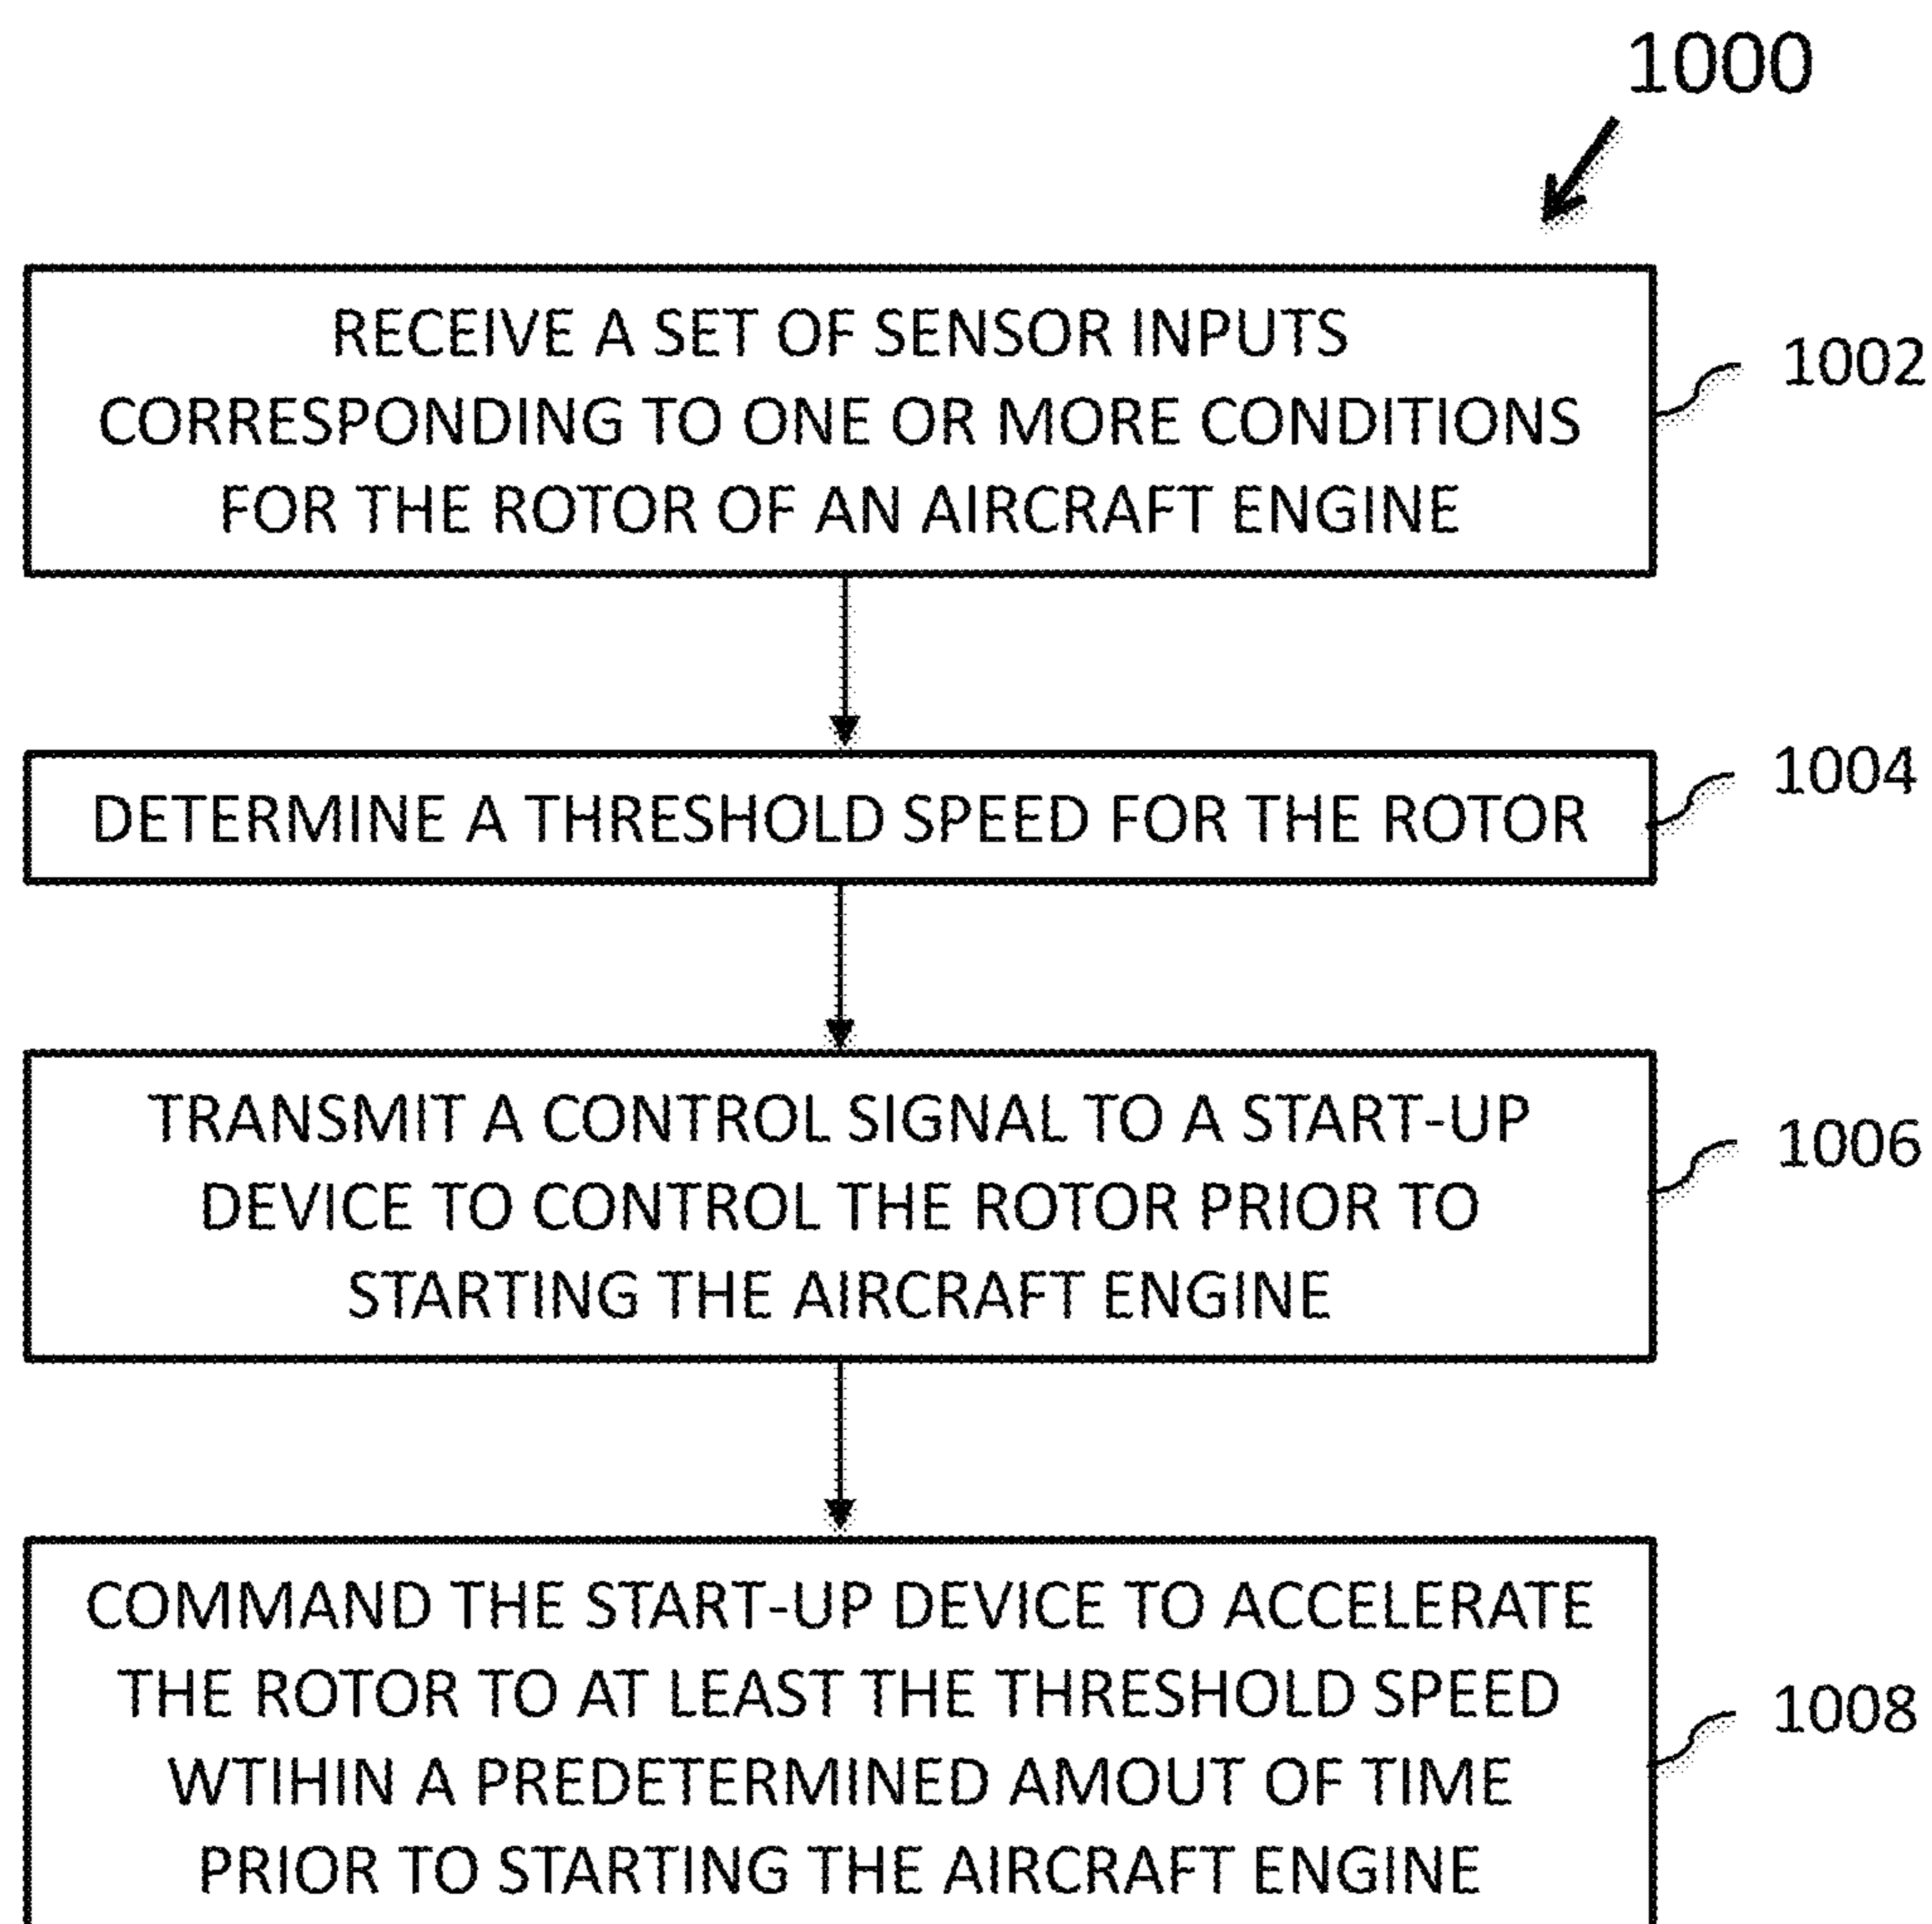 1000
RECEIVE A SET OF SENSOR INPUTS
CORRESPONDING TO ONE OR MORE CONDITIONS
FOR THE ROTOR OF AN AIRCRAFT ENGINE
1002
DETERMINE A THRESHOLD SPEED FOR THE ROTOR
1004
TRANSMIT A CONTROL SIGNAL TO A START-UP
DEVICE TO CONTROL THE ROTOR PRIOR TO
STARTING THE AIRCRAFT ENGINE
1006
COMMAND THE START-UP DEVICE TO ACCELERATE
THE ROTOR TO AT LEAST THE THRESHOLD SPEED
WTIHIN A PREDETERMINED AMOUT OF TIME
PRIOR TO STARTING THE AIRCRAFT ENGINE
1008